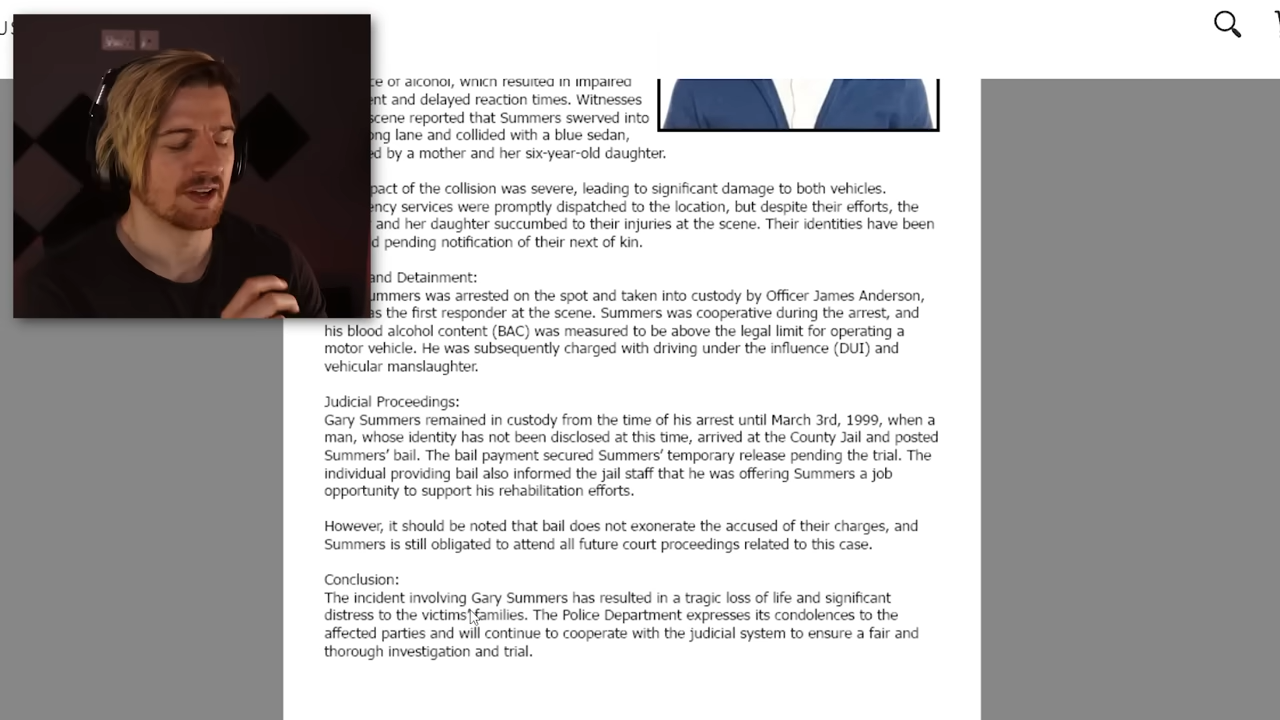 US
of alcohol, which resulted in impaired
and delayed reaction times. Witnesses
scene reported that Summers swerved into
lane and collided with a blue sedan,
by a mother and her six-year-old daughter.
of the collision was severe, leading to significant damage to both vehicles.
services were promptly dispatched to the location, but despite their efforts, the
and her daughter succumbed to their injuries at the scene. Their identities have been
pending notification of their next of kin.
and Detainment:
ummers was arrested on the spot and taken into custody by Officer James Anderson,
as the first responder at the scene. Summers was cooperative during the arrest, and
his blood alcohol content (BAC) was measured to be above the legal limit for operating a
motor vehicle. He was subsequently charged with driving under the influence (DUI) and
vehicular manslaughter.
Judicial Proceedings:
Gary Summers remained in custody from the time of his arrest until March 3rd, 1999, when a
man, whose identity has not been disclosed at this time, arrived at the County Jail and posted
Summers' bail. The bail payment secured Summers' temporary release pending the trial. The
individual providing bail also informed the jail staff that he was offering Summers a job
opportunity to support his rehabilitation efforts.
However, it should be noted that bail does not exonerate the accused of their charges, and
Summers is still obligated to attend all future court proceedings related to this case.
Conclusion:
The incident involving Gary Summers has resulted in a tragic loss of life and significant
distress to the victims' families. The Police Department expresses its condolences to the
affected parties and will continue to cooperate with the judicial system to ensure a fair and
thorough investigation and trial.